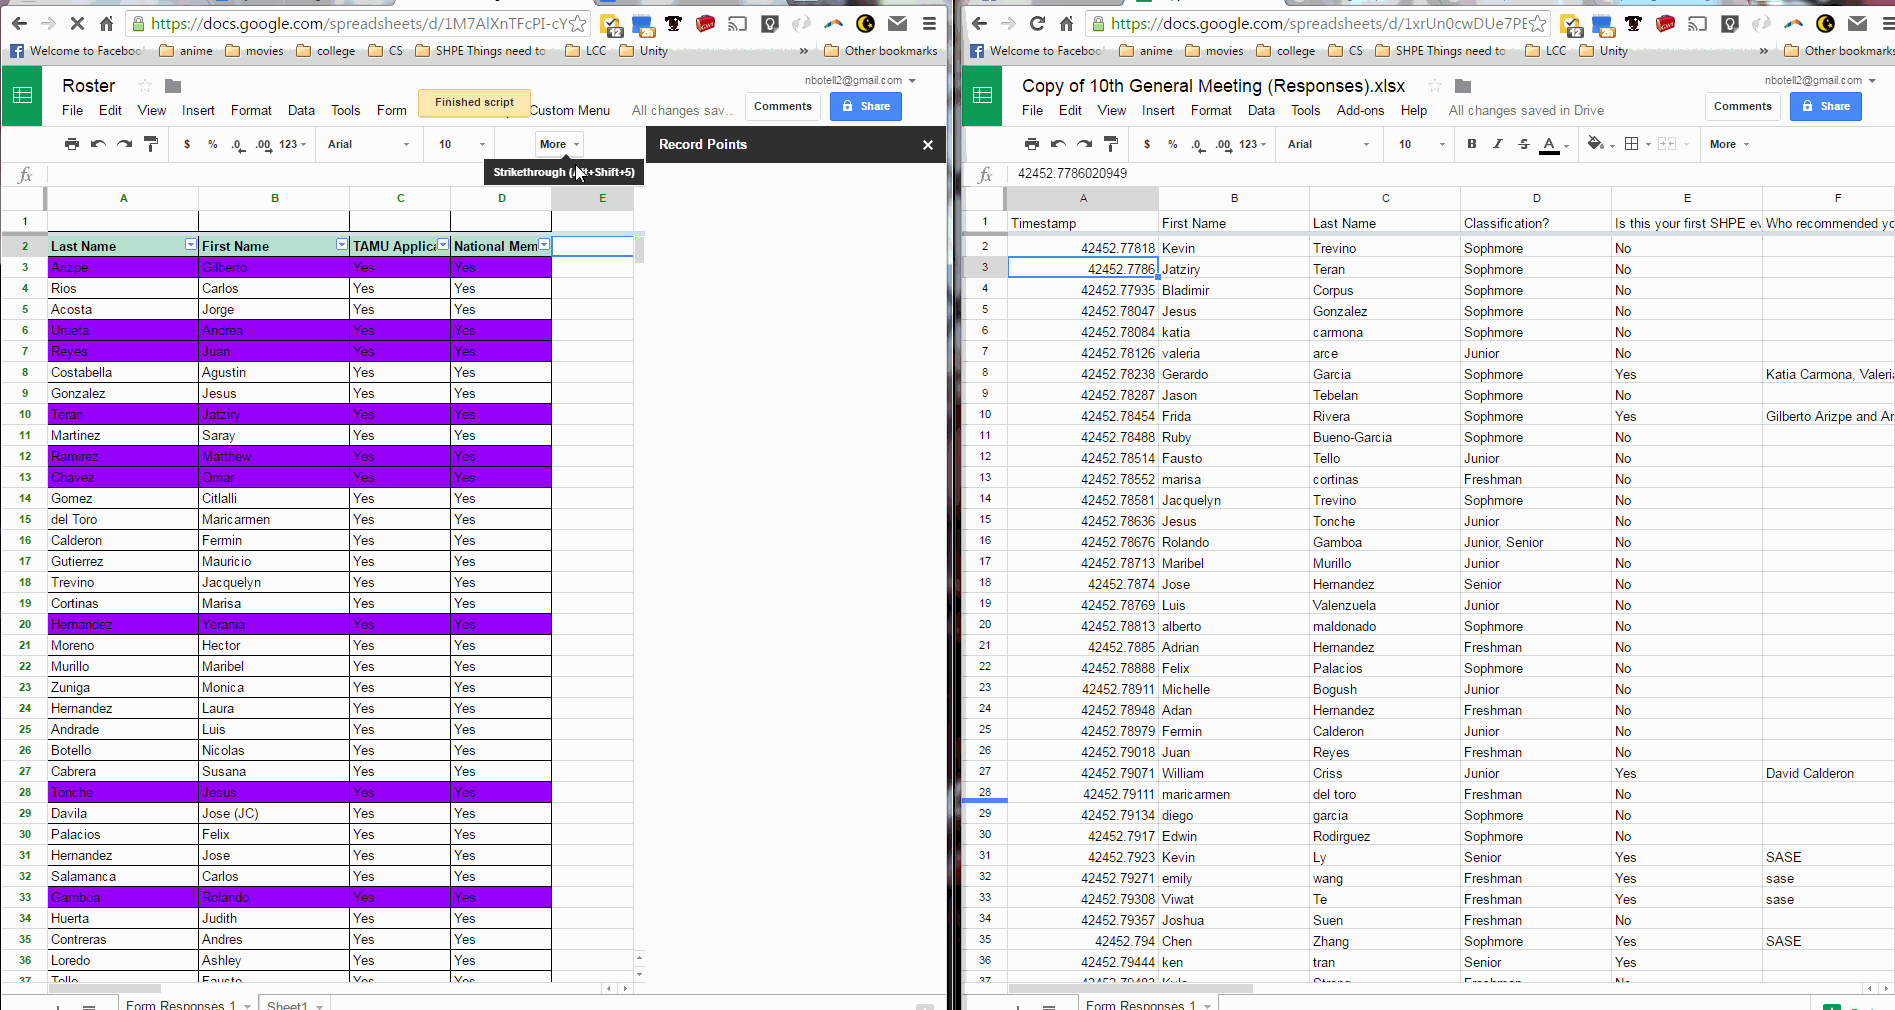 https://docs.google.com/spreadsheets/d/1M7AlXnTFcPI-cY
Welcome to Faceboo
anime
movies
college
CS
SHPE Things need to
LCC
Unity
»
Other bookmarks
Roster
nbotell2@gmail.com
File Edit View Insert Format Data Tools Form
Finished script
Custom Menu
All changes sav...
Comments
Share
$ % .0 .00 123
Arial
10
More
Strikethrough (Alt+Shift+5)
Record Points
fx
A B C D E
1
2 Last Name First Name TAMU Applica National Mem
3 Arizpe Gilberto Yes Yes
4 Rios Carlos Yes Yes
5 Acosta Jorge Yes Yes
6 Urueta Andrea Yes Yes
7 Reyes Juan Yes Yes
8 Costabella Agustin Yes Yes
9 Gonzalez Jesus Yes Yes
10 Teran Jatziry Yes Yes
11 Martinez Saray Yes Yes
12 Ramirez Matthew Yes Yes
13 Chavez Omar Yes Yes
14 Gomez Citlalli Yes Yes
15 del Toro Maricarmen Yes Yes
16 Calderon Fermin Yes Yes
17 Gutierrez Mauricio Yes Yes
18 Trevino Jacquelyn Yes Yes
19 Cortinas Marisa Yes Yes
20 Hernandez Yerania Yes Yes
21 Moreno Hector Yes Yes
22 Murillo Maribel Yes Yes
23 Zuniga Monica Yes Yes
24 Hernandez Laura Yes Yes
25 Andrade Luis Yes Yes
26 Botello Nicolas Yes Yes
27 Cabrera Susana Yes Yes
28 Tonche Jesus Yes Yes
29 Davila Jose (JC) Yes Yes
30 Palacios Felix Yes Yes
31 Hernandez Jose Yes Yes
32 Salamanca Carlos Yes Yes
33 Gamboa Rolando Yes Yes
34 Huerta Judith Yes Yes
35 Contreras Andres Yes Yes
36 Loredo Ashley Yes Yes
37 Tello Fausto Yes Yes
Form Responses 1
Sheet1
https://docs.google.com/spreadsheets/d/1xrUn0cwDUe7PE
Welcome to Faceboo
anime
movies
college
CS
SHPE Things need to
LCC
Unity
»
Other bookmarks
Copy of 10th General Meeting (Responses).xlsx
nbotell2@gmail.com
File Edit View Insert Format Data Tools Add-ons Help
All changes saved in Drive
Comments
Share
$ % .0 .00 123
Arial
10
B I S A
More
fx 42452.7786020949
A B C D E F
1 Timestamp First Name Last Name Classification? Is this your first SHPE ev Who recommended yo
2 42452.77818 Kevin Trevino Sophmore No
3 42452.7786 Jatziry Teran Sophmore No
4 42452.77935 Bladimir Corpus Sophmore No
5 42452.78047 Jesus Gonzalez Sophmore No
6 42452.78084 katia carmona Sophmore No
7 42452.78126 valeria arce Junior No
8 42452.78238 Gerardo Garcia Sophmore Yes Katia Carmona, Valeri
9 42452.78287 Jason Tebelan Sophmore No
10 42452.78454 Frida Rivera Sophmore Yes Gilberto Arizpe and Ar
11 42452.78488 Ruby Bueno-Garcia Sophmore No
12 42452.78514 Fausto Tello Junior No
13 42452.78552 marisa cortinas Freshman No
14 42452.78581 Jacquelyn Trevino Sophmore No
15 42452.78636 Jesus Tonche Junior No
16 42452.78676 Rolando Gamboa Junior, Senior No
17 42452.78713 Maribel Murillo Junior No
18 42452.7874 Jose Hernandez Senior No
19 42452.78769 Luis Valenzuela Junior No
20 42452.78813 alberto maldonado Sophmore No
21 42452.7885 Adrian Hernandez Freshman No
22 42452.78888 Felix Palacios Sophmore No
23 42452.78911 Michelle Bogush Junior No
24 42452.78948 Adan Hernandez Freshman No
25 42452.78979 Fermin Calderon Junior No
26 42452.79018 Juan Reyes Freshman No
27 42452.79071 William Criss Junior Yes David Calderon
28 42452.79111 maricarmen del toro Freshman No
29 42452.79134 diego garcia Sophmore No
30 42452.7917 Edwin Rodirguez Sophmore No
31 42452.7923 Kevin Ly Senior Yes SASE
32 42452.79271 emily wang Freshman Yes sase
33 42452.79308 Viwat Te Freshman Yes sase
34 42452.79357 Joshua Suen Freshman No
35 42452.794 Chen Zhang Sophmore Yes SASE
36 42452.79444 ken tran Senior Yes
37 42452.79483 Kyle Freshman No
Form Responses 1